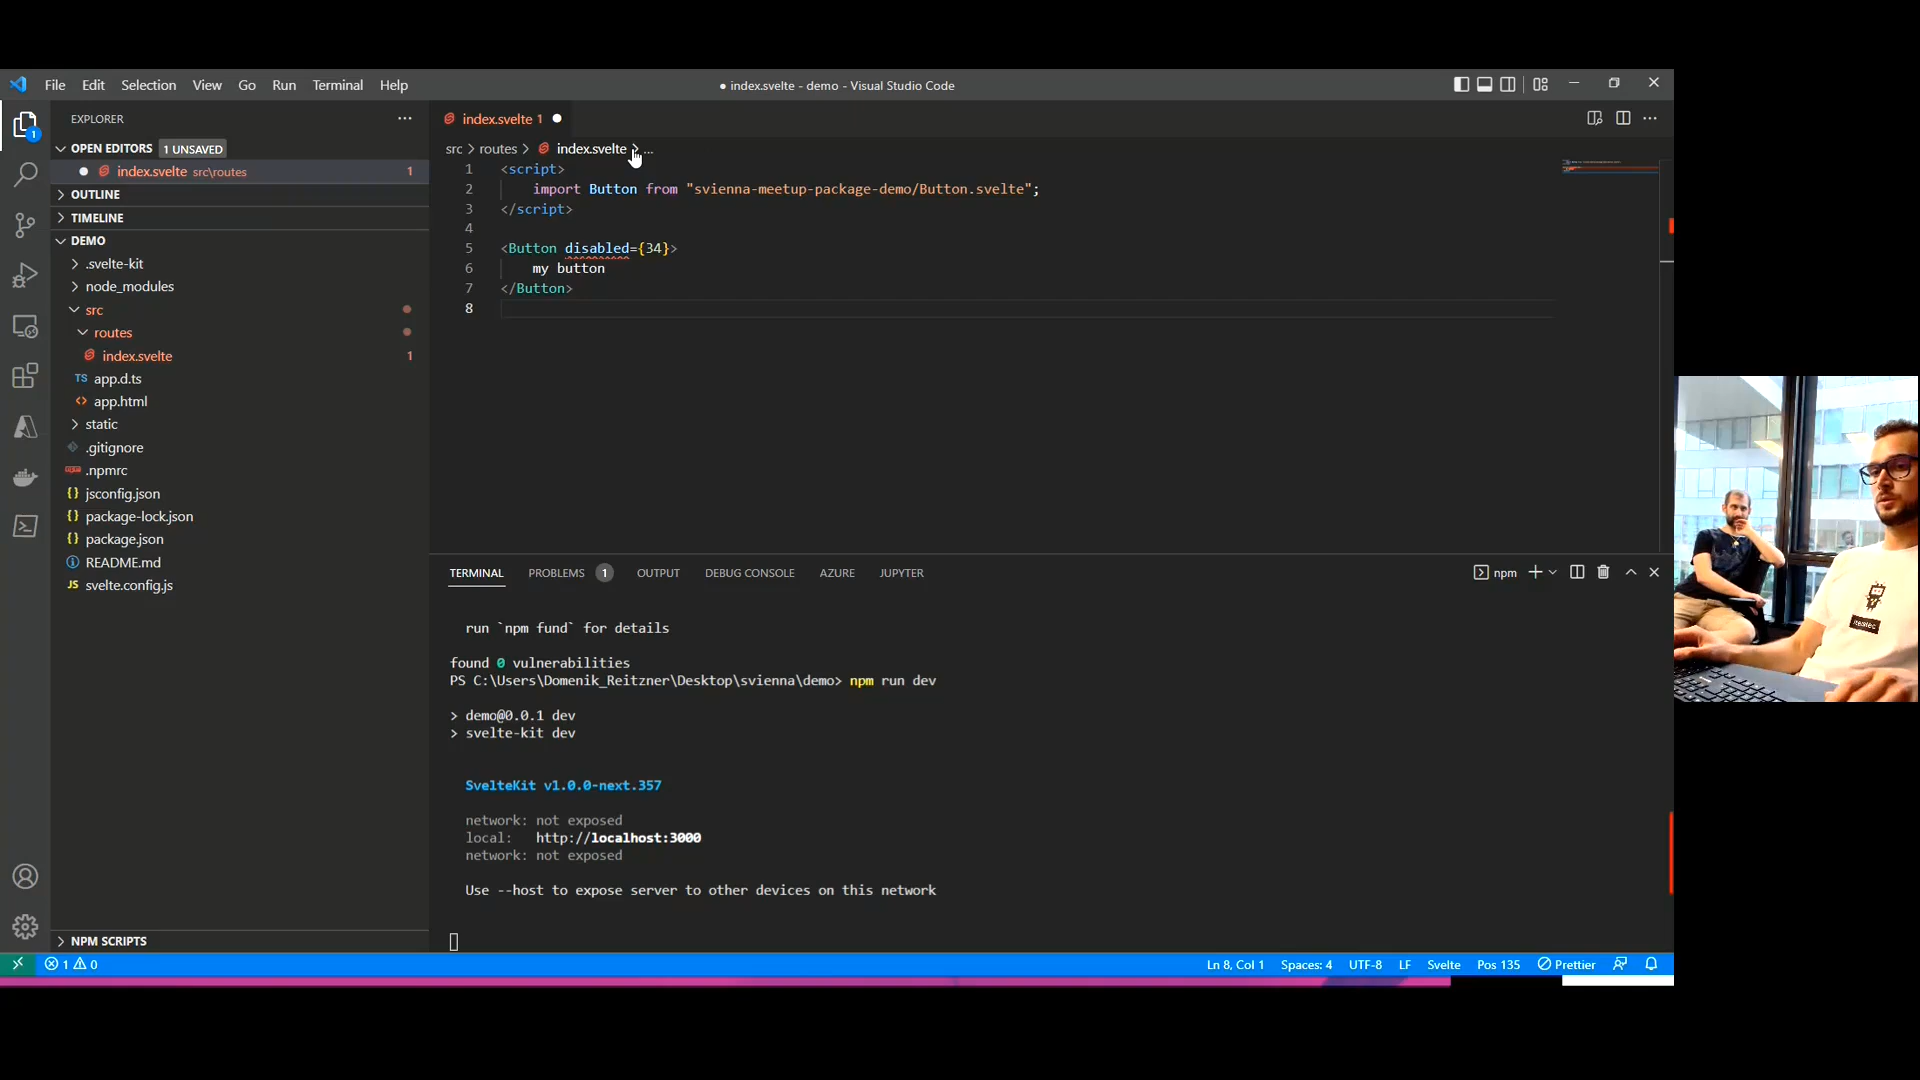 File Edit Selection View Go Run Terminal Help
● index.svelte - demo - Visual Studio Code
EXPLORER
OPEN EDITORS 1 UNSAVED
index.svelte src\routes 1
OUTLINE
TIMELINE
DEMO
.svelte-kit
node_modules
src
routes
index.svelte 1
TS app.d.ts
app.html
static
.gitignore
.npmrc
jsconfig.json
package-lock.json
package.json
README.md
JS svelte.config.js
NPM SCRIPTS
index.svelte 1
src > routes > index.svelte > ...
1 <script>
2 import Button from "svienna-meetup-package-demo/Button.svelte";
3 </script>
4
5 <Button disabled={34}>
6 my button
7 </Button>
8
TERMINAL PROBLEMS 1 OUTPUT DEBUG CONSOLE AZURE JUPYTER
npm
run `npm fund` for details
found 0 vulnerabilities
PS C:\Users\Domenik_Reitzner\Desktop\svienna\demo> npm run dev
> demo@0.0.1 dev
> svelte-kit dev
SvelteKit v1.0.0-next.357
network: not exposed
local: http://localhost:3000
network: not exposed
Use --host to expose server to other devices on this network
1 0
Ln 8, Col 1 Spaces: 4 UTF-8 LF Svelte Pos 135 Prettier